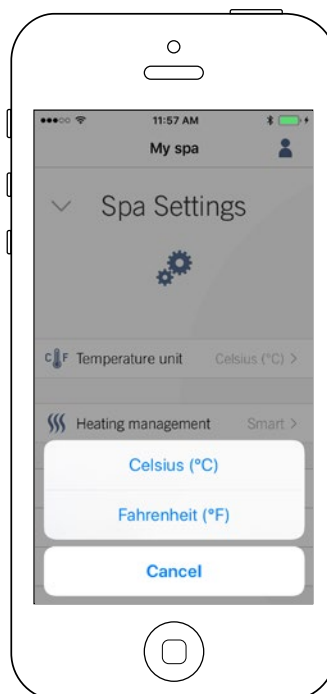 11:57 AM
My spa
Spa Settings
C F Temperature unit Celsius (°C) >
Heating management Smart >
Celsius (°C)
Fahrenheit (°F)
Cancel